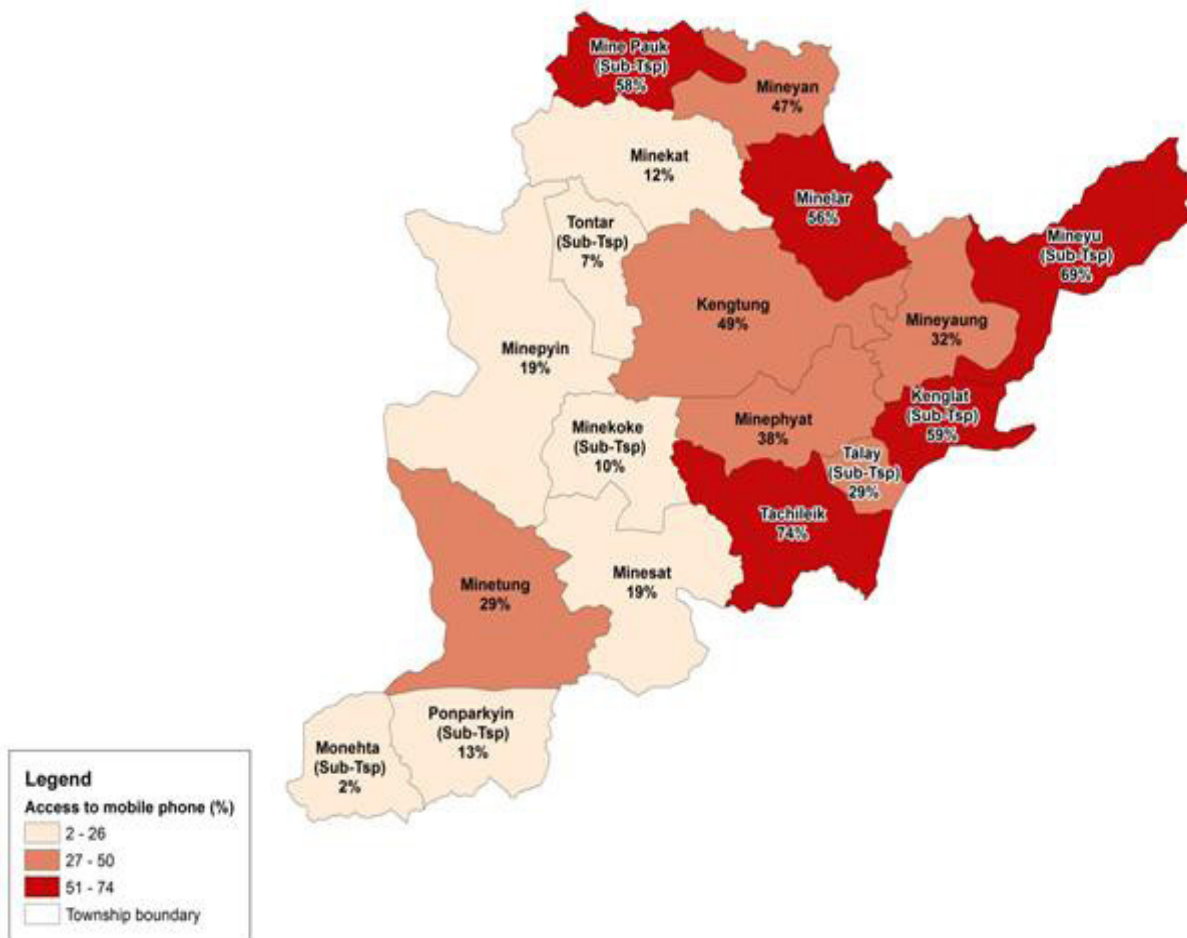 Mine Pauk
(Sub-Tsp)
58%
Mineyan
47%
Minekat
12%
Minelar
56%
Tontar
(Sub-Tsp)
7%
Mineyu
(Sub-Tsp)
69%
Kengtung
49%
Mineyaung
32%
Minepyin
19%
Kenglat
(Sub-Tsp)
59%
Minephyat
38%
Minekoke
(Sub-Tsp)
10%
Talay
(Sub-Tsp)
29%
Tachileik
74%
Minesat
19%
Minetung
29%
Ponparkyin
(Sub-Tsp)
13%
Monehta
(Sub-Tsp)
2%
Legend
Access to mobile phone (%)
2 - 26
27 - 50
51 - 74
Township boundary